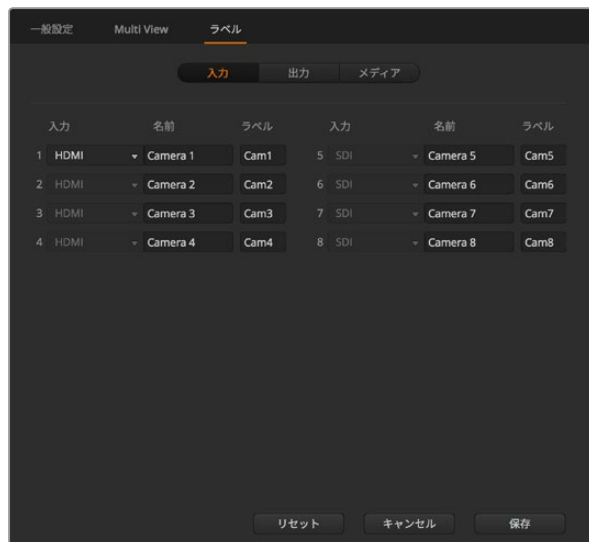 一般設定 Multi View ラベル
入力 出力 メディア
入力 名前 ラベル 入力 名前 ラベル
1 HDMI Camera 1 Cam1 5 SDI Camera 5 Cam5
2 HDMI Camera 2 Cam2 6 SDI Camera 6 Cam6
3 HDMI Camera 3 Cam3 7 SDI Camera 7 Cam7
4 HDMI Camera 4 Cam4 8 SDI Camera 8 Cam8
リセット キャンセル 保存